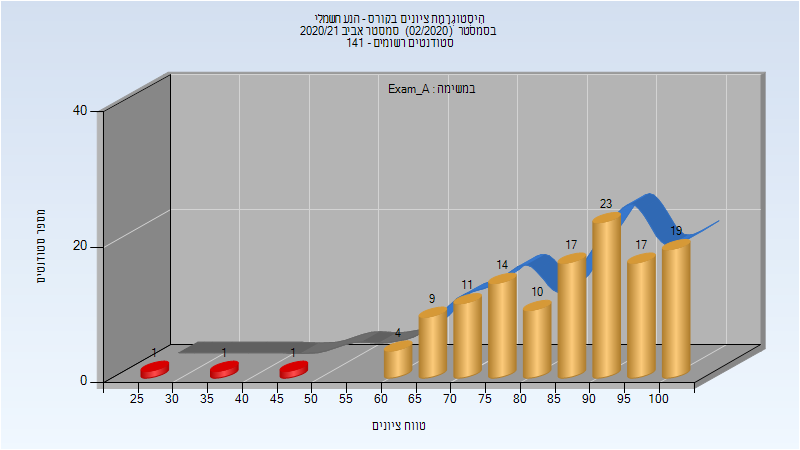 היסטוגרמת ציונים בקורס - הנע חשמלי
בסמסטר (02/2020) סמסטר אביב 2020/21
סטודנטים רשומים - 141
במשימה : Exam_A
מספר סטודנטים
40
20
0
1 1 1 4 9 11 14 10 17 23 17 19
25 30 35 40 45 50 55 60 65 70 75 80 85 90 95 100
טווח ציונים